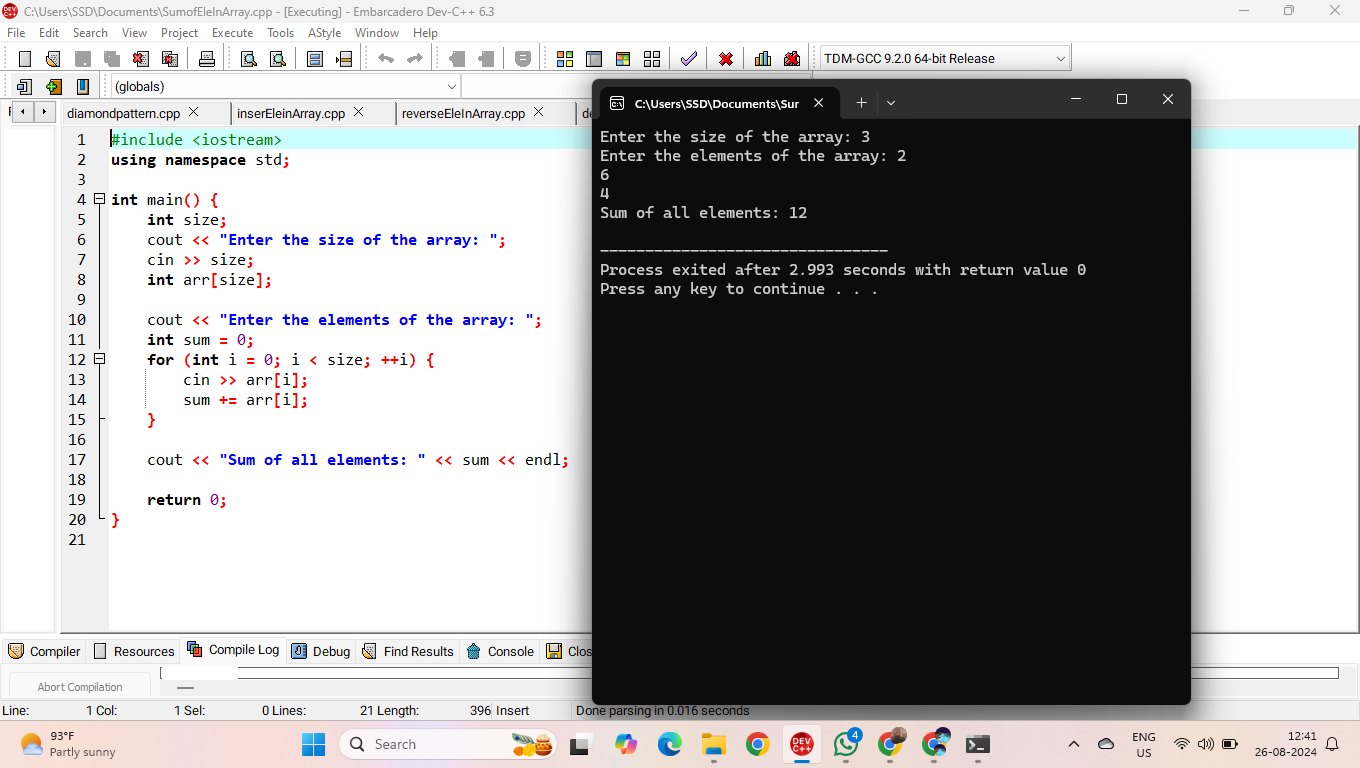 C:\Users\SSD\Documents\SumofEleInArray.cpp - [Executing] - Embarcadero Dev-C++ 6.3
File Edit Search View Project Execute Tools AStyle Window Help
TDM-GCC 9.2.0 64-bit Release
(globals)
diamondpattern.cpp inserEleinArray.cpp reverseEleInArray.cpp
1 #include <iostream>
2 using namespace std;
3
4 int main() {
5 int size;
6 cout << "Enter the size of the array: ";
7 cin >> size;
8 int arr[size];
9
10 cout << "Enter the elements of the array: ";
11 int sum = 0;
12 for (int i = 0; i < size; ++i) {
13 cin >> arr[i];
14 sum += arr[i];
15 }
16
17 cout << "Sum of all elements: " << sum << endl;
18
19 return 0;
20 }
21
C:\Users\SSD\Documents\Sur
Enter the size of the array: 3
Enter the elements of the array: 2
6
4
Sum of all elements: 12
--------------------------------
Process exited after 2.993 seconds with return value 0
Press any key to continue . . .
Compiler Resources Compile Log Debug Find Results Console Clos
Abort Compilation
Line: 1 Col: 1 Sel: 0 Lines: 21 Length: 396 Insert Done parsing in 0.016 seconds
93°F
Partly sunny
Search
DEV C++
4
ENG
US
12:41
26-08-2024